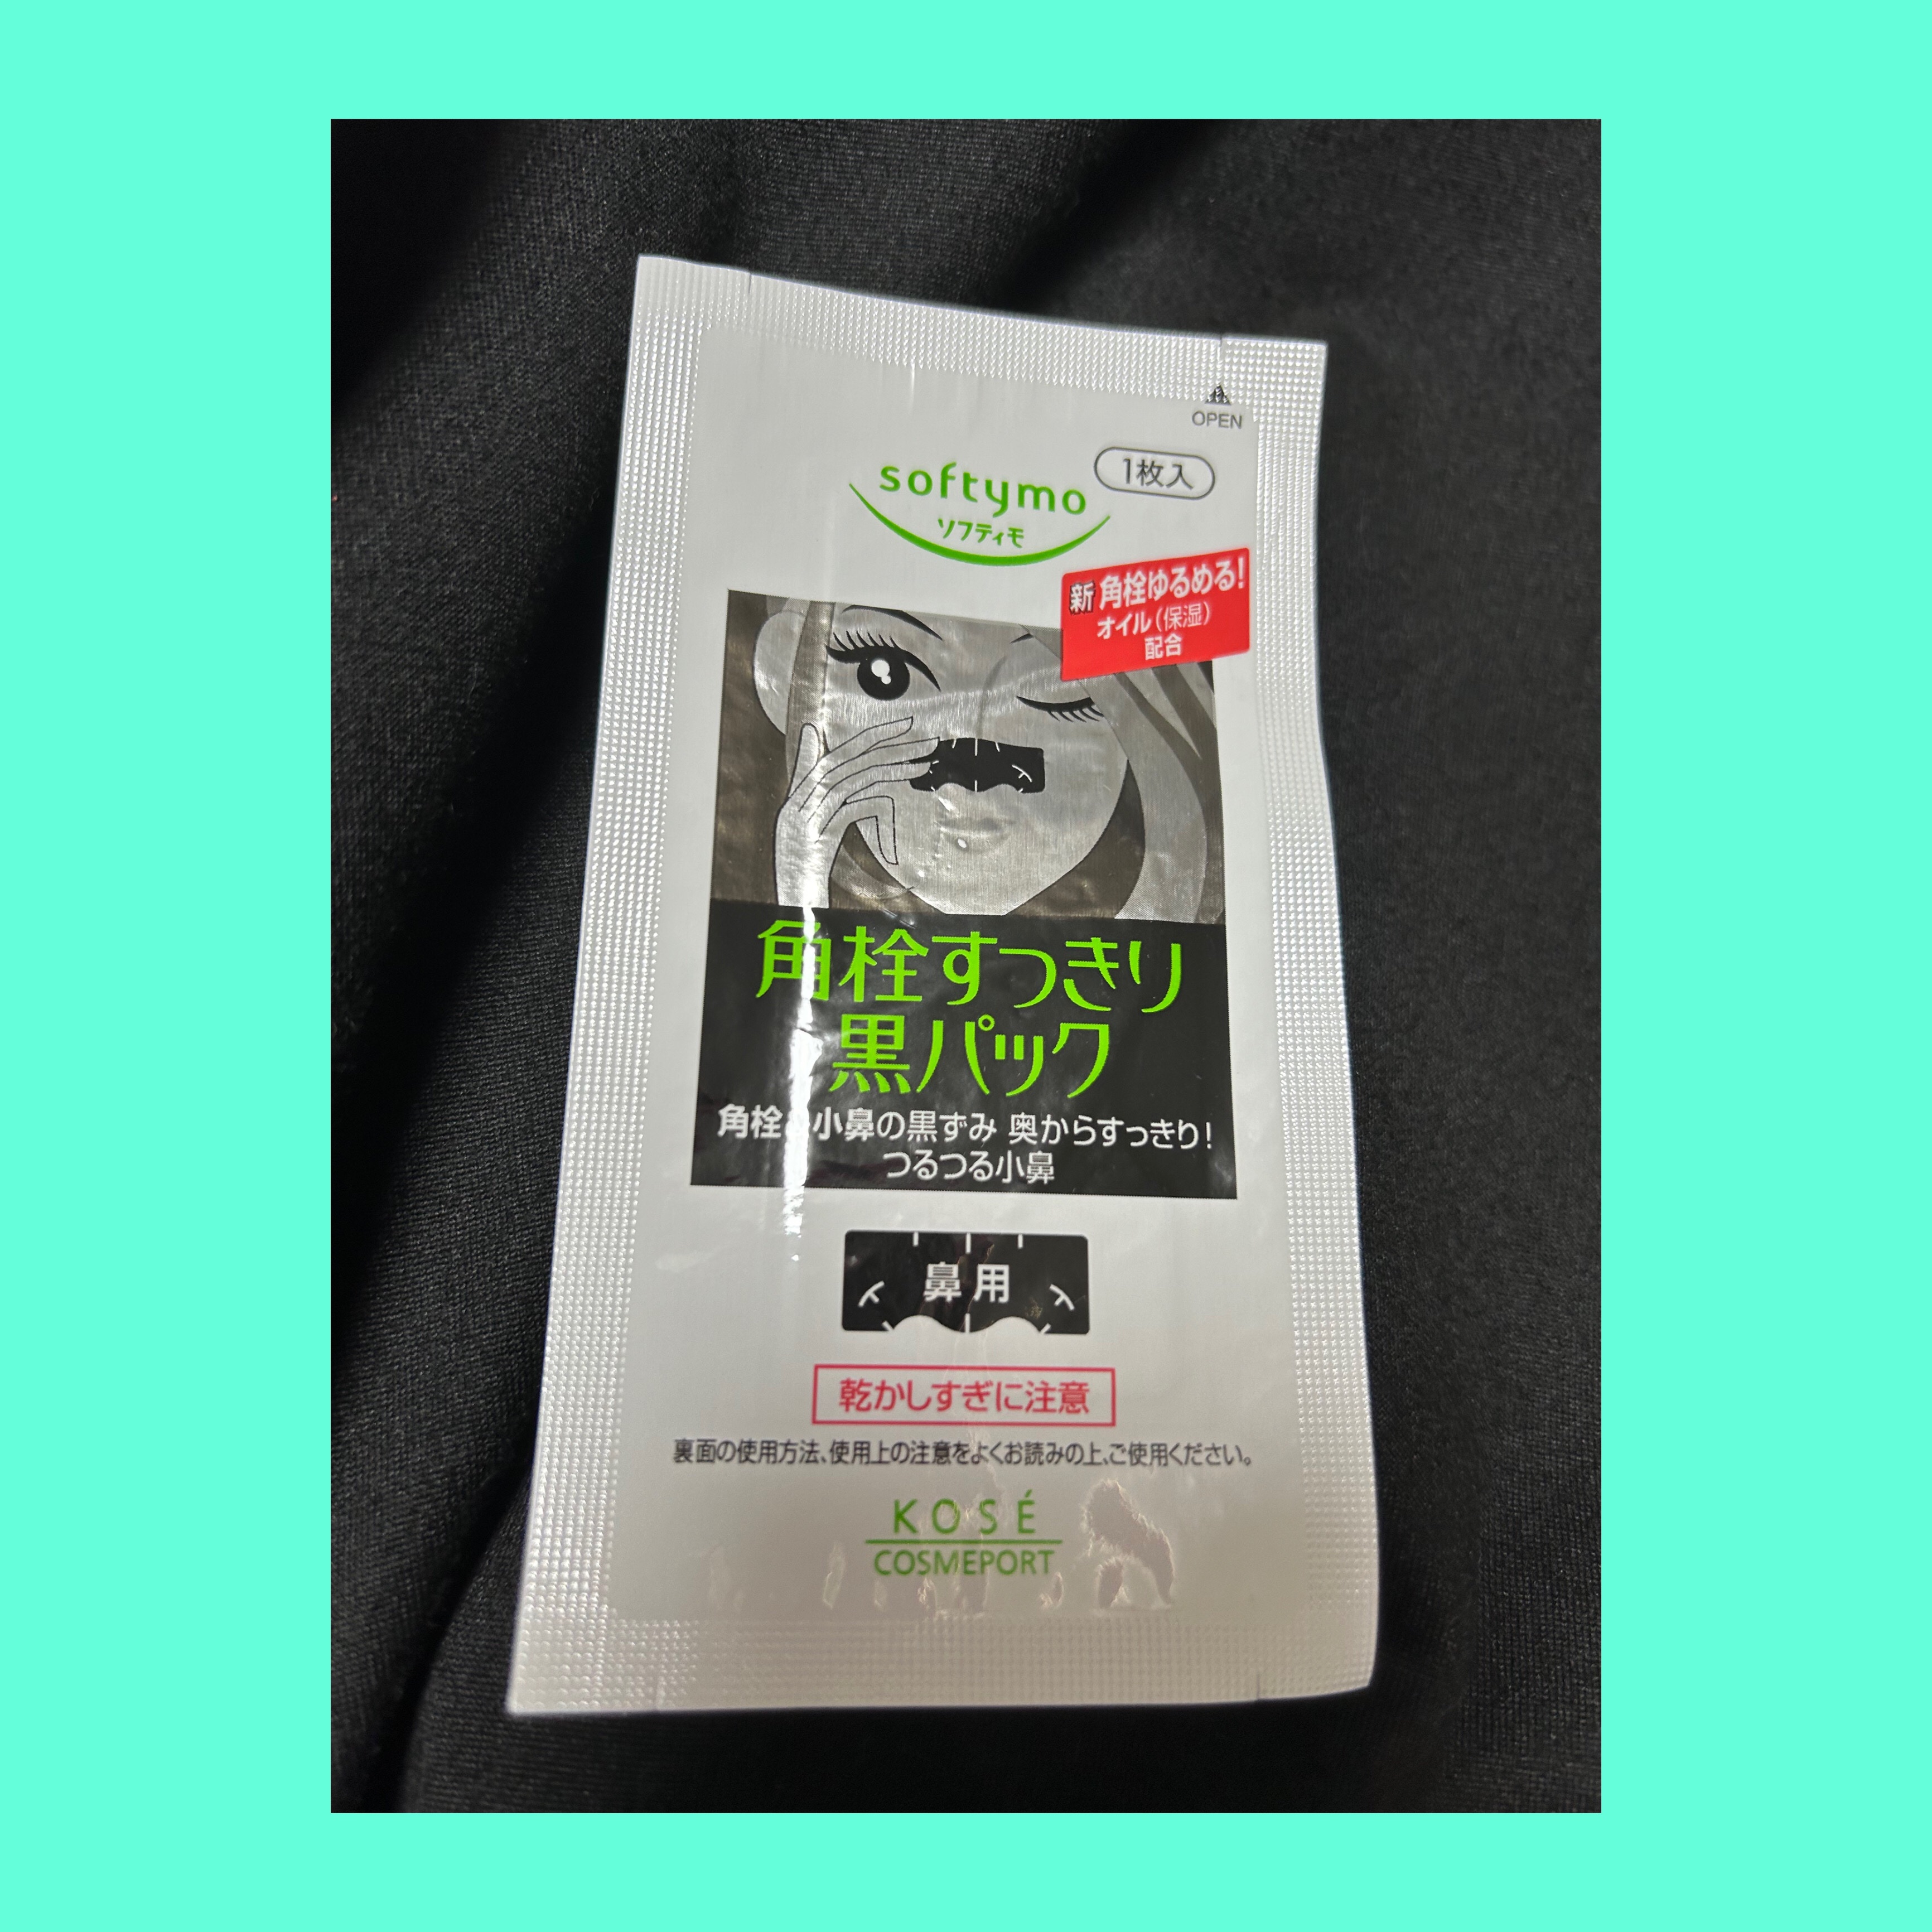 OPEN
1枚入
softymo
ソフティモ
新 角栓ゆるめる!
オイル(保湿)
配合
角栓すっきり
黒パック
角栓&小鼻の黒ずみ 奥からすっきり!
つるつる小鼻
鼻用
乾かしすぎに注意
裏面の使用方法、使用上の注意をよくお読みの上、ご使用ください。
KOSÉ
COSMEPORT